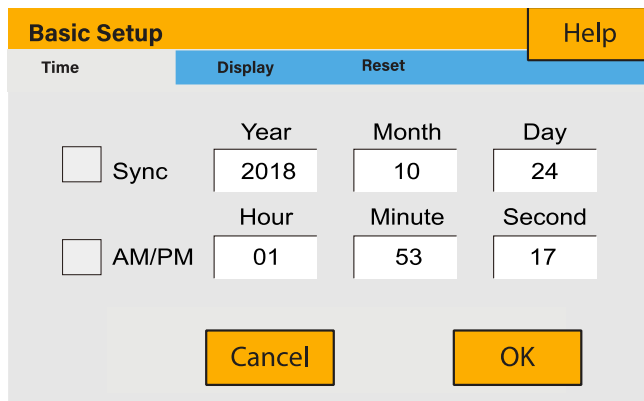 Basic Setup Help
Time Display Reset
Year Month Day
Sync 2018 10 24
Hour Minute Second
AM/PM 01 53 17
Cancel OK